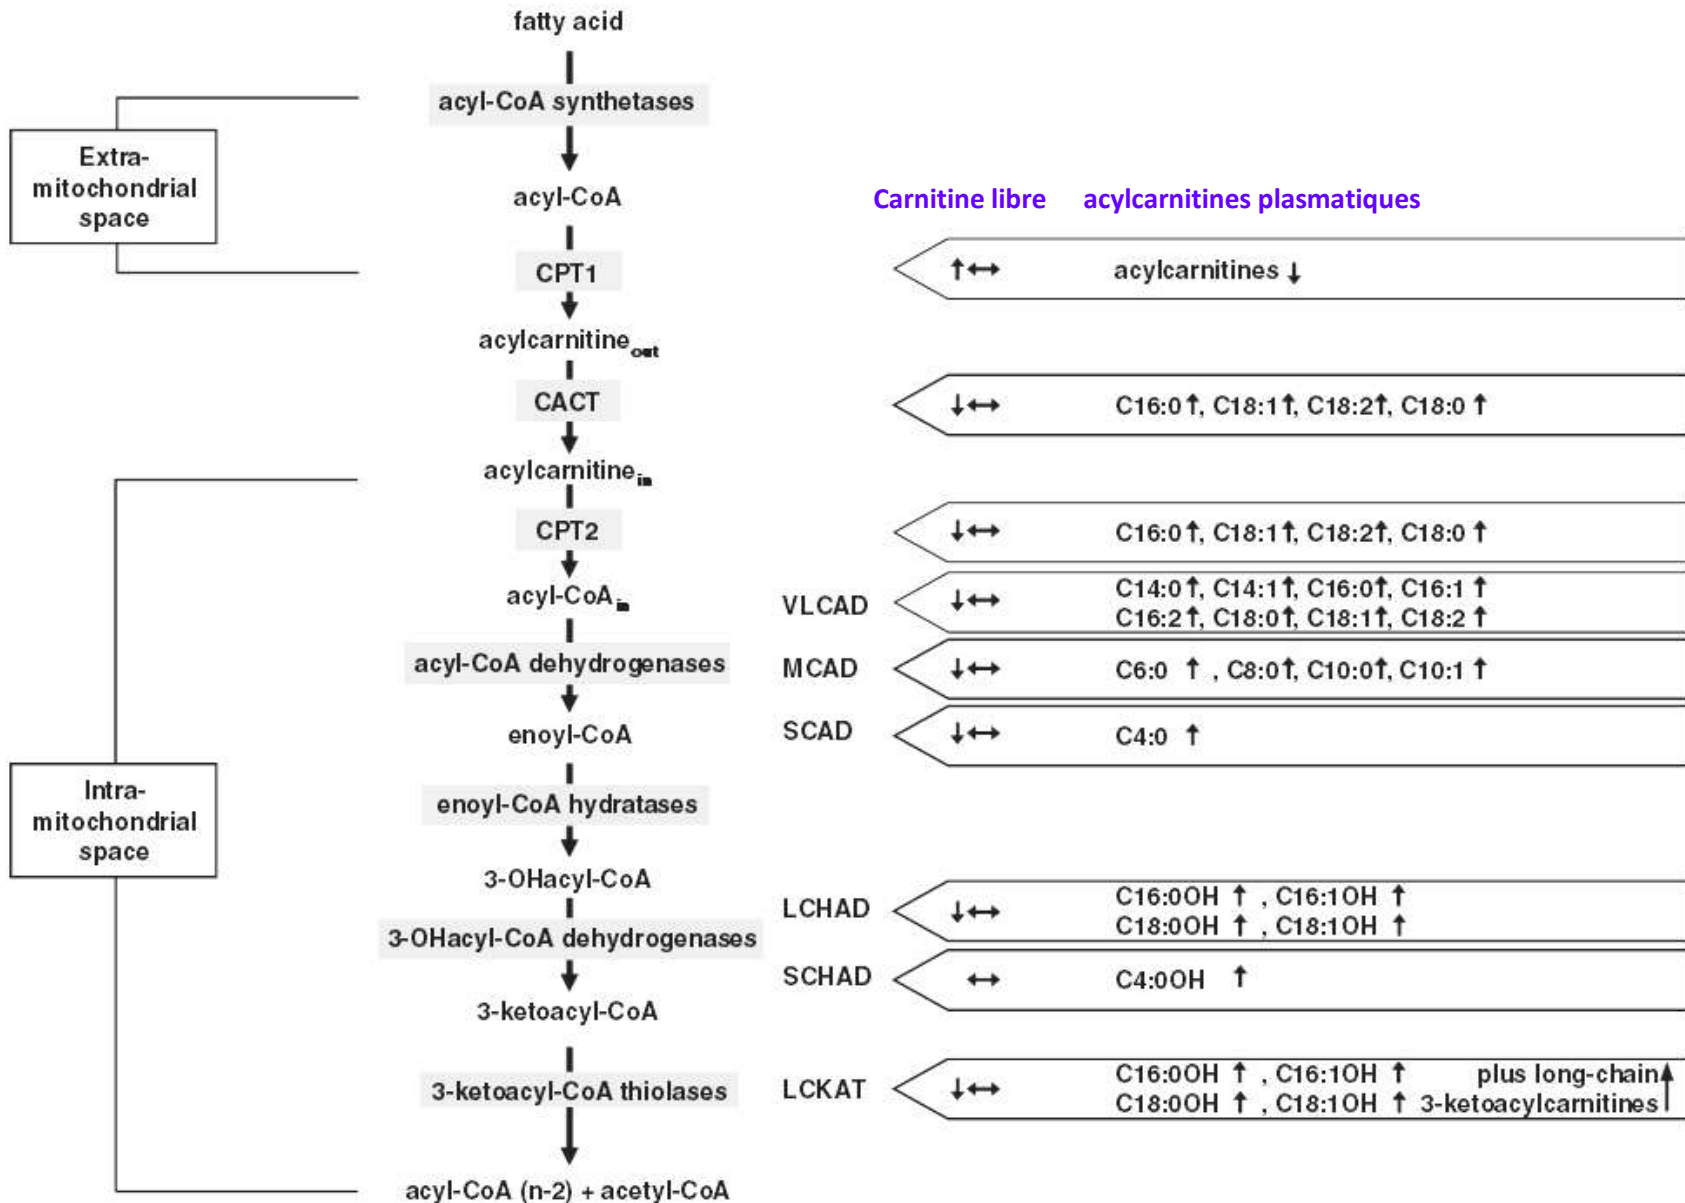 fatty acid
acyl-CoA synthetases
Extra-
mitochondrial
space
acyl-CoA
Carnitine libre acylcarnitines plasmatiques
CPT1
↑↔ acylcarnitines ↓
acylcarnitine out
CACT
↓↔ C16:0↑, C18:1↑, C18:2↑, C18:0↑
acylcarnitine in
CPT2
↓↔ C16:0↑, C18:1↑, C18:2↑, C18:0↑
acyl-CoA in
VLCAD ↓↔ C14:0↑, C14:1↑, C16:0↑, C16:1↑
C16:2↑, C18:0↑, C18:1↑, C18:2↑
acyl-CoA dehydrogenases
MCAD ↓↔ C6:0 ↑ , C8:0↑, C10:0↑, C10:1↑
enoyl-CoA
SCAD ↓↔ C4:0 ↑
Intra-
mitochondrial
space
enoyl-CoA hydratases
3-OHacyl-CoA
LCHAD ↓↔ C16:0OH ↑ , C16:1OH ↑
C18:0OH ↑ , C18:1OH ↑
3-OHacyl-CoA dehydrogenases
SCHAD ↔ C4:0OH ↑
3-ketoacyl-CoA
3-ketoacyl-CoA thiolases
LCKAT ↓↔ C16:0OH ↑ , C16:1OH ↑ plus long-chain
C18:0OH ↑ , C18:1OH ↑ 3-ketoacylcarnitines ↑
acyl-CoA (n-2) + acetyl-CoA